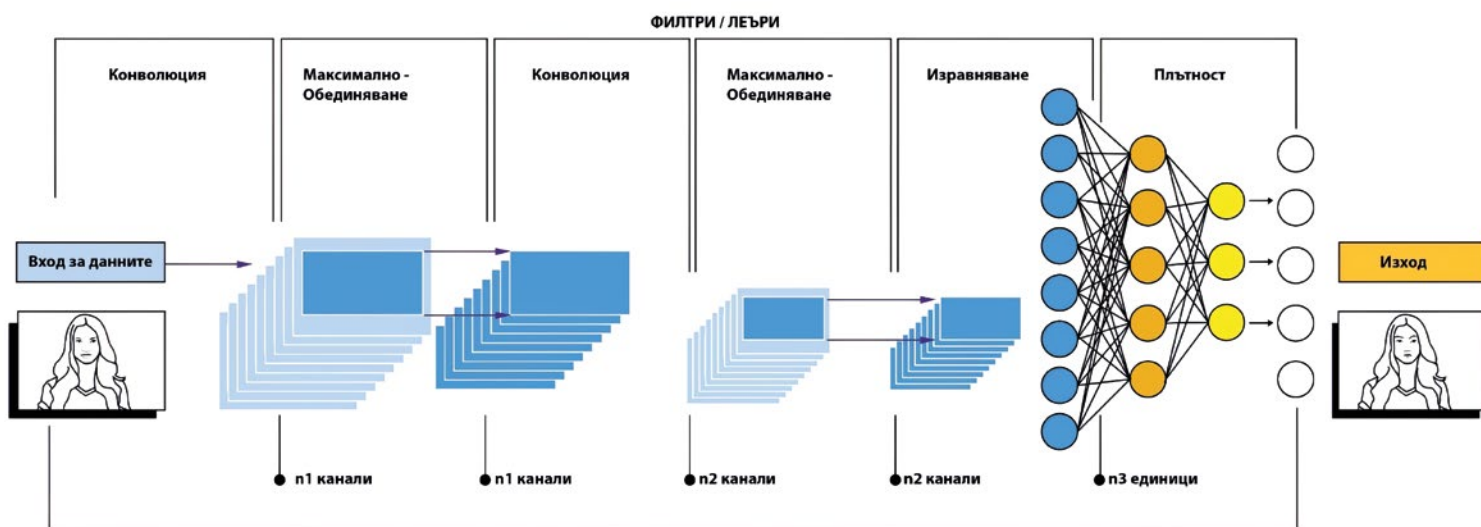 ФИЛТРИ / ЛЕЪРИ
Конволюция
Максимално -
Обединяване
Конволюция
Максимално -
Обединяване
Изравняване
Плътност
Вход за данните
Изход
n1 канали
n1 канали
n2 канали
n2 канали
n3 единици